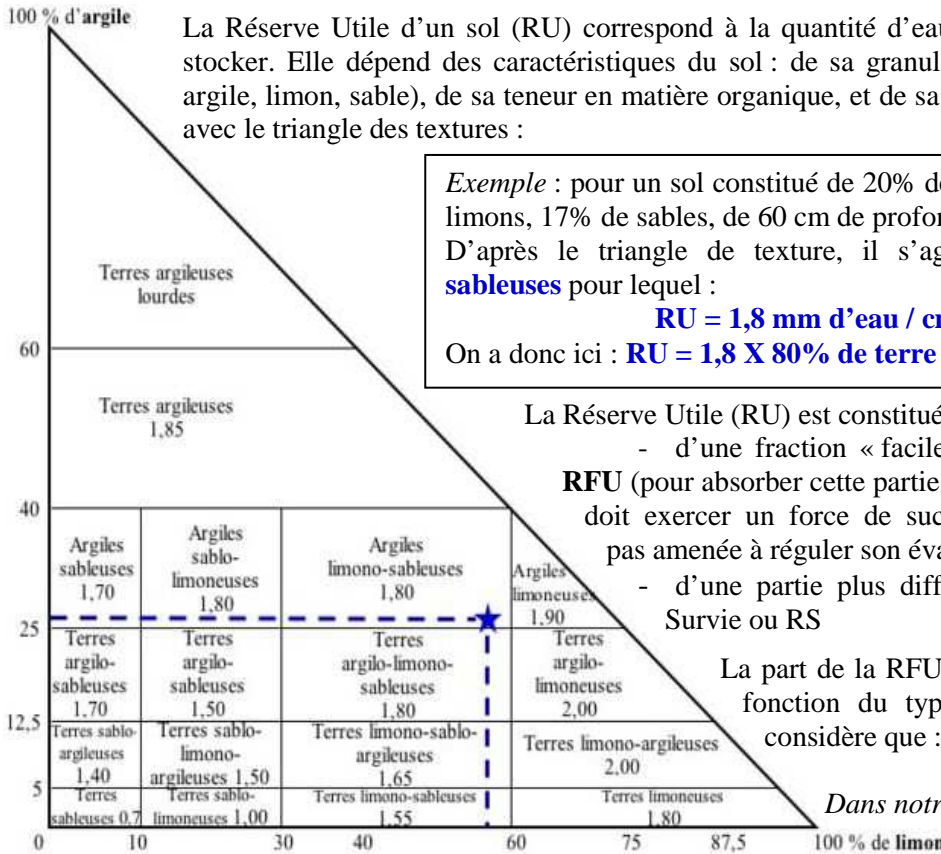 100 % d'argile
La Réserve Utile d'un sol (RU) correspond à la quantité d'eau
stocker. Elle dépend des caractéristiques du sol : de sa granul
argile, limon, sable), de sa teneur en matière organique, et de sa
avec le triangle des textures :
Exemple : pour un sol constitué de 20% de
limons, 17% de sables, de 60 cm de profon
D'après le triangle de texture, il s'ag
sableuses pour lequel :
RU = 1,8 mm d'eau / cm
On a donc ici : RU = 1,8 X 80% de terre
Terres argileuses
lourdes
60
Terres argileuses
1,85
La Réserve Utile (RU) est constitué
- d'une fraction « facile
RFU (pour absorber cette partie
doit exercer un force de suc
pas amenée à réguler son éva
- d'une partie plus diff
Survie ou RS
La part de la RFU
fonction du typ
considère que :
Dans notr
40
Argiles
sableuses
1,70
Argiles
sablo-
limoneuses
1,80
Argiles
limono-sableuses
1,80
Argiles
limoneuses
1.90
25
Terres
argilo-
sableuses
1,70
Terres
argilo-
sableuses
1,50
Terres
argilo-limono-
sableuses
1,80
Terres
argilo-
limoneuses
2,00
12,5
Terres sablo-
argileuses
1,40
Terres sablo-
limono-
argileuses 1,50
Terres limono-sablo-
argileuses
1,65
Terres limono-argileuses
2,00
5
Terres
sableuses 0,7
Terres sablo-
limoneuses 1,00
Terres limono-sableuses
1,55
Terres limoneuses
1,80
0 10 30 40 60 75 87,5 100 % de limon